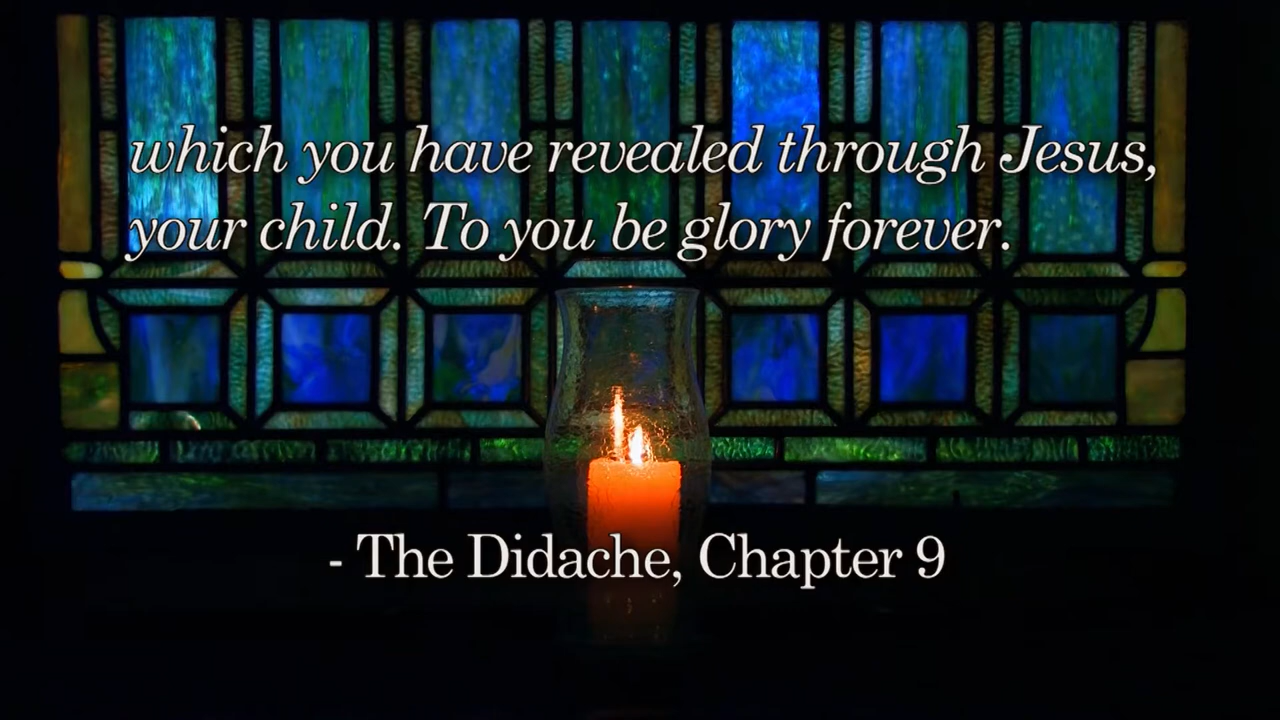 which you have revealed through Jesus,
your child. To you be glory forever.
- The Didache, Chapter 9